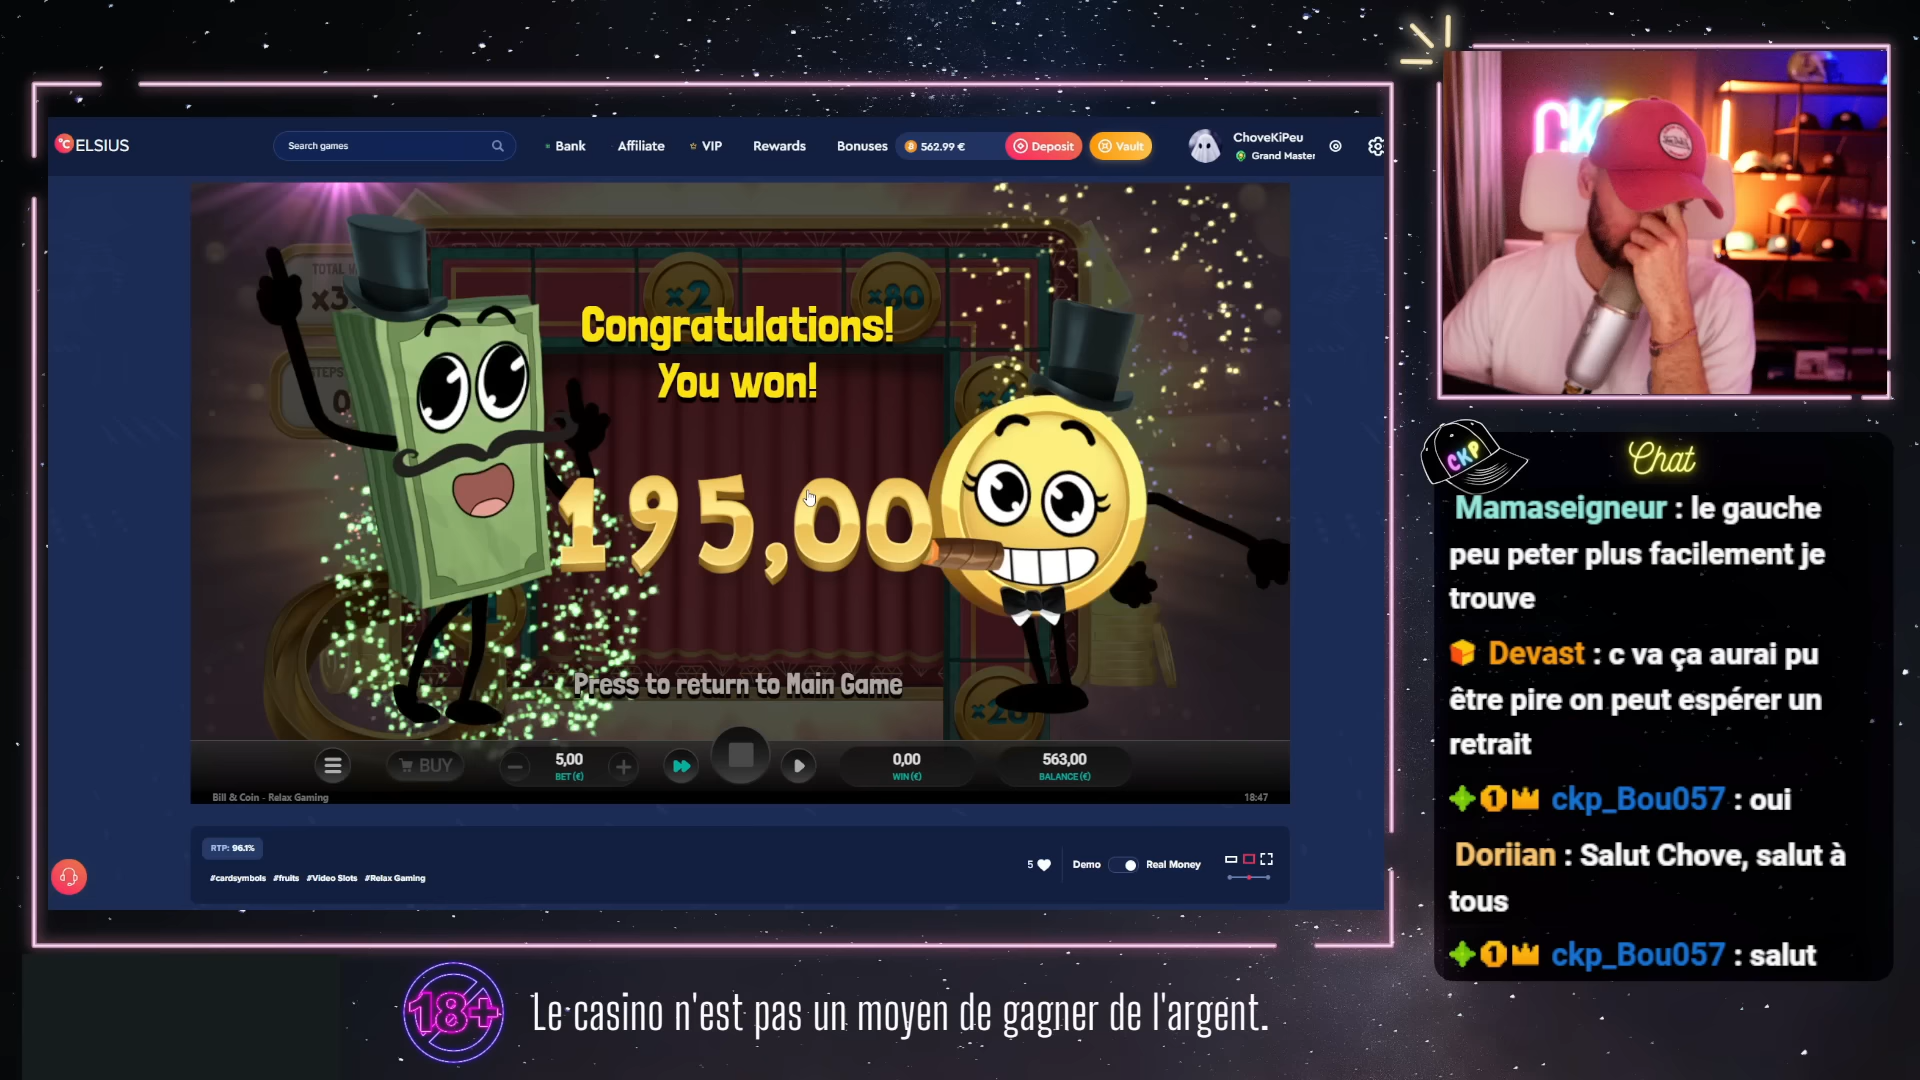 °C ELSIUS
Search games
Bank
Affiliate
VIP
Rewards
Bonuses
562.99 €
Deposit
Vault
ChoveKiPeu
Grand Master
x2
x80
Congratulations!
You won!
195,00
Press to return to Main Game
BUY
5,00
BET (€)
0,00
WIN (€)
563,00
BALANCE (€)
Bill & Coin - Relax Gaming
18:47
RTP: 96.1%
#cardsymbols #fruits #Video Slots #Relax Gaming
5
Demo
Real Money
CKP
Chat
Mamaseigneur : le gauche
peu peter plus facilement je
trouve
Devast : c va ça aurai pu
être pire on peut espérer un
retrait
ckp_Bou057 : oui
Doriian : Salut Chove, salut à
tous
ckp_Bou057 : salut
18+
Le casino n'est pas un moyen de gagner de l'argent.